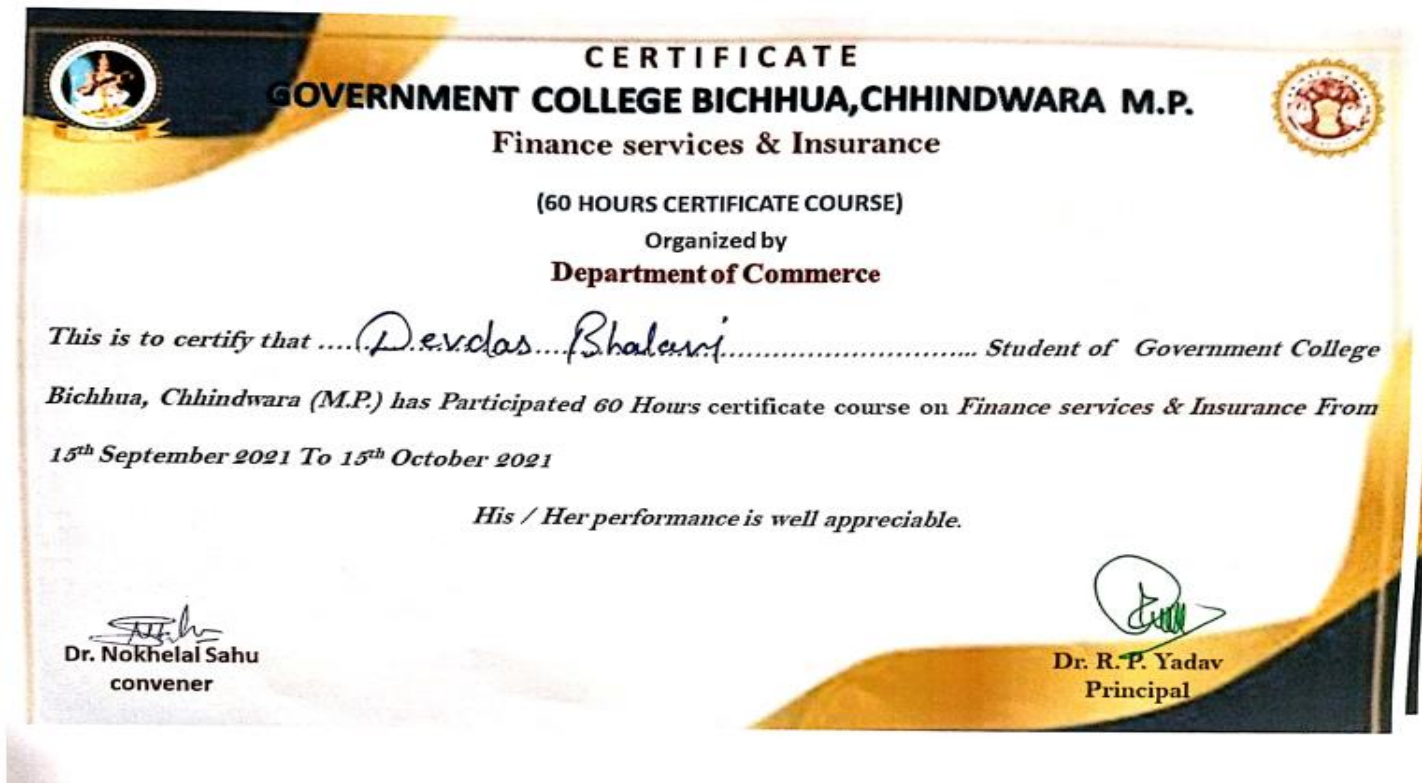 CERTIFICATE
GOVERNMENT COLLEGE BICHHUA,CHHINDWARA M.P.
Finance services & Insurance
(60 HOURS CERTIFICATE COURSE)
Organized by
Department of Commerce
This is to certify that ....Devdas....Bhalavi............................... Student of Government College
Bichhua, Chhindwara (M.P.) has Participated 60 Hours certificate course on Finance services & Insurance From
15th September 2021 To 15th October 2021
His / Her performance is well appreciable.
Dr. Nokhelal Sahu
convener
Dr. R. P. Yadav
Principal